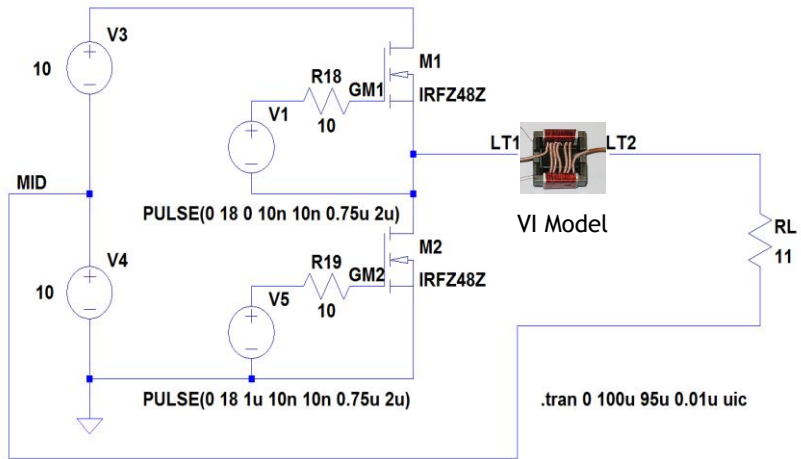 V3
10
R18
GM1
M1
IRFZ48Z
V1
10
LT1
LT2
MID
VI Model
PULSE(0 18 0 10n 10n 0.75u 2u)
M2
RL
11
V4
10
R19
GM2
IRFZ48Z
V5
10
PULSE(0 18 1u 10n 10n 0.75u 2u)
.tran 0 100u 95u 0.01u uic